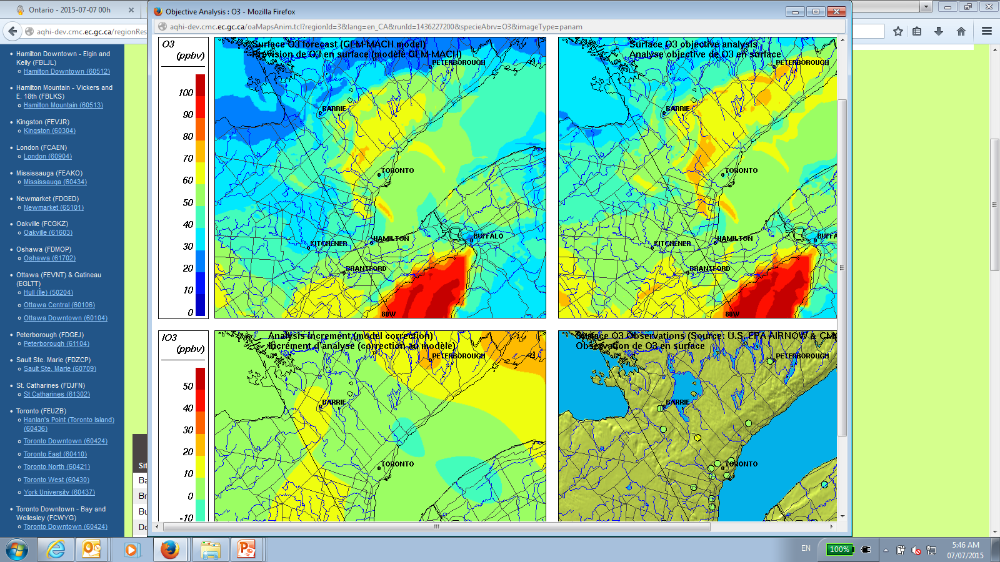 Ontario - 2015-07-07 00h
Objective Analysis : O3 - Mozilla Firefox
aqhi-dev.cmc.ec.gc.ca/regionRes
aqhi-dev.cmc.ec.gc.ca/oaMapsAnim.tcl?regionId=3&lang=en_CA&runId=1436227200&specieAbrv=O3&imageType=panam
Hamilton Downtown - Elgin and
Kelly (FBLJL)
Hamilton Downtown (60512)
Hamilton Mountain - Vickers and
E. 18th (FBLKS)
Hamilton Mountain (60513)
Kingston (FEVJR)
Kingston (60304)
London (FCAEN)
London (60904)
Mississauga (FEAKO)
Mississauga (60434)
Newmarket (FDGED)
Newmarket (65101)
Oakville (FCGKZ)
Oakville (61603)
Oshawa (FDMOP)
Oshawa (61702)
Ottawa (FEVNT) & Gatineau
(EGLTT)
Hull (Île) (50204)
Ottawa Central (60106)
Ottawa Downtown (60104)
Peterborough (FDGEJ)
Peterborough (61104)
Sault Ste. Marie (FDZCP)
Sault Ste. Marie (60709)
St. Catharines (FDJFN)
St Catharines (61302)
Toronto (FEUZB)
Hanlan's Point (Toronto Island)
(60436)
Toronto Downtown (60424)
Toronto East (60410)
Toronto North (60421)
Toronto West (60430)
York University (60437)
Toronto Downtown - Bay and
Wellesley (FCWYG)
Toronto Downtown (60424)
Sit
Ba
Br
Bu
Do
O3
(ppbv)
100
90
80
70
60
50
40
30
20
10
0
Surface O3 forecast (GEM-MACH model)
Prévision de O3 en surface (modèle GEM-MACH)
PETERBOROUGH
BARRIE
TORONTO
KITCHENER
HAMILTON
BUFFALO
BRANTFORD
80W
Surface O3 objective analysis
Analyse objective de O3 en surface
PETERBOROUGH
BARRIE
TORONTO
KITCHENER
HAMILTON
BUFFA
BRANTFORD
80W
IO3
(ppbv)
50
40
30
20
10
0
-10
Analysis increment (model correction)
Incrément d'analyse (correction au modèle)
PETERBOROUGH
BARRIE
TORONTO
Surface O3 Observations (Source: U.S. EPA AIRNOW & CM
Observation de O3 en surface
PETERBOROUGH
BARRIE
TORONTO
EN
100%
5:46 AM
07/07/2015